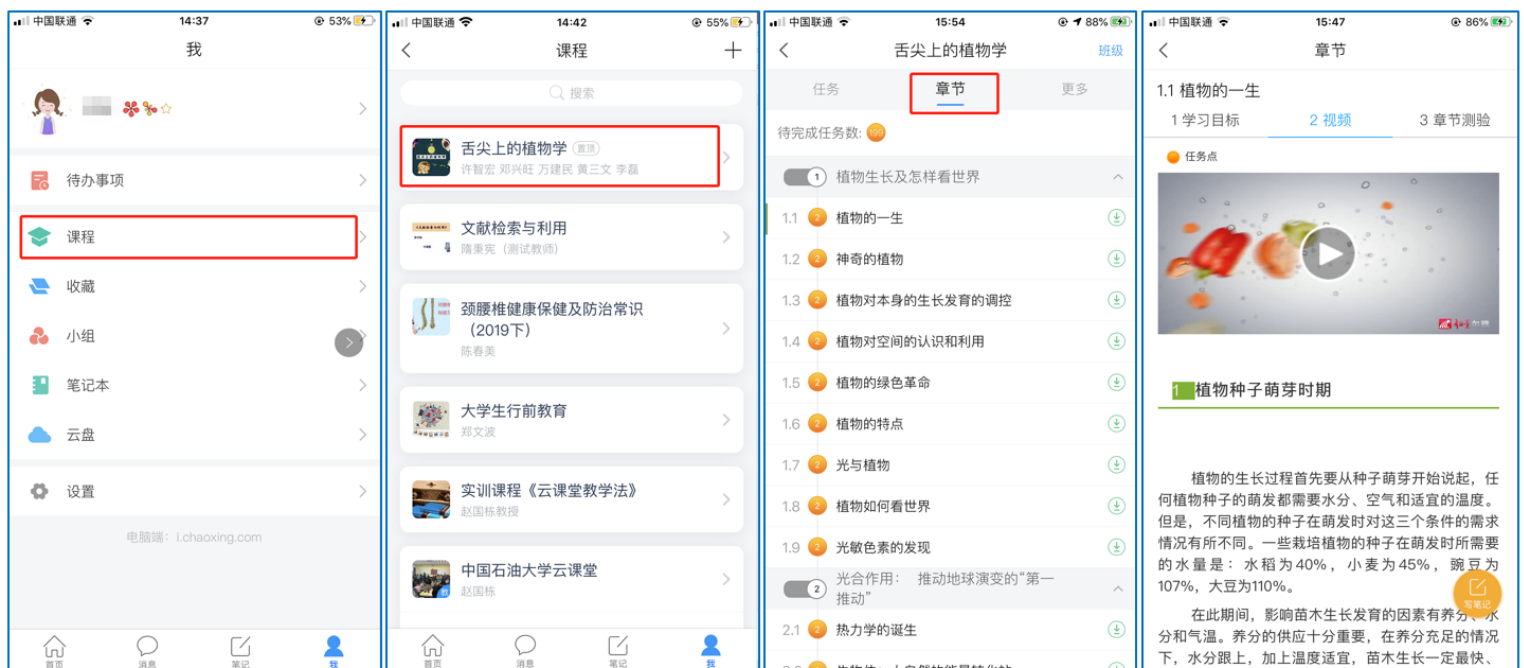 中国联通
14:37
53%
我
待办事项
课程
收藏
小组
笔记本
云盘
设置
电脑端：i.chaoxing.com
首页
消息
笔记
我
中国联通
14:42
55%
课程
搜索
舌尖上的植物学
置顶
许智宏 邓兴旺 万建民 黄三文 李磊
文献检索与利用
隋秉宪（测试教师）
颈腰椎健康保健及防治常识
（2019下）
陈春美
大学生行前教育
郑文波
实训课程《云课堂教学法》
赵国栋教授
中国石油大学云课堂
赵国栋
首页
消息
笔记
我
中国联通
15:54
88%
舌尖上的植物学
班级
任务
章节
更多
待完成任务数: 199
1 植物生长及怎样看世界
1.1 2 植物的一生
1.2 2 神奇的植物
1.3 2 植物对本身的生长发育的调控
1.4 2 植物对空间的认识和利用
1.5 2 植物的绿色革命
1.6 2 植物的特点
1.7 2 光与植物
1.8 2 植物如何看世界
1.9 2 光敏色素的发现
2 光合作用： 推动地球演变的“第一
推动”
2.1 2 热力学的诞生
中国联通
15:47
86%
章节
1.1 植物的一生
1 学习目标
2 视频
3 章节测验
任务点
1 植物种子萌芽时期
植物的生长过程首先要从种子萌芽开始说起，任
何植物种子的萌发都需要水分、空气和适宜的温度。
但是，不同植物的种子在萌发时对这三个条件的需求
情况有所不同。一些栽培植物的种子在萌发时所需要
的水量是：水稻为40%，小麦为45%，豌豆为
107%，大豆为110%。
写笔记
在此期间，影响苗木生长发育的因素有养分、水
分和气温。养分的供应十分重要，在养分充足的情况
下，水分跟上，加上温度适宜，苗木生长一定最快、